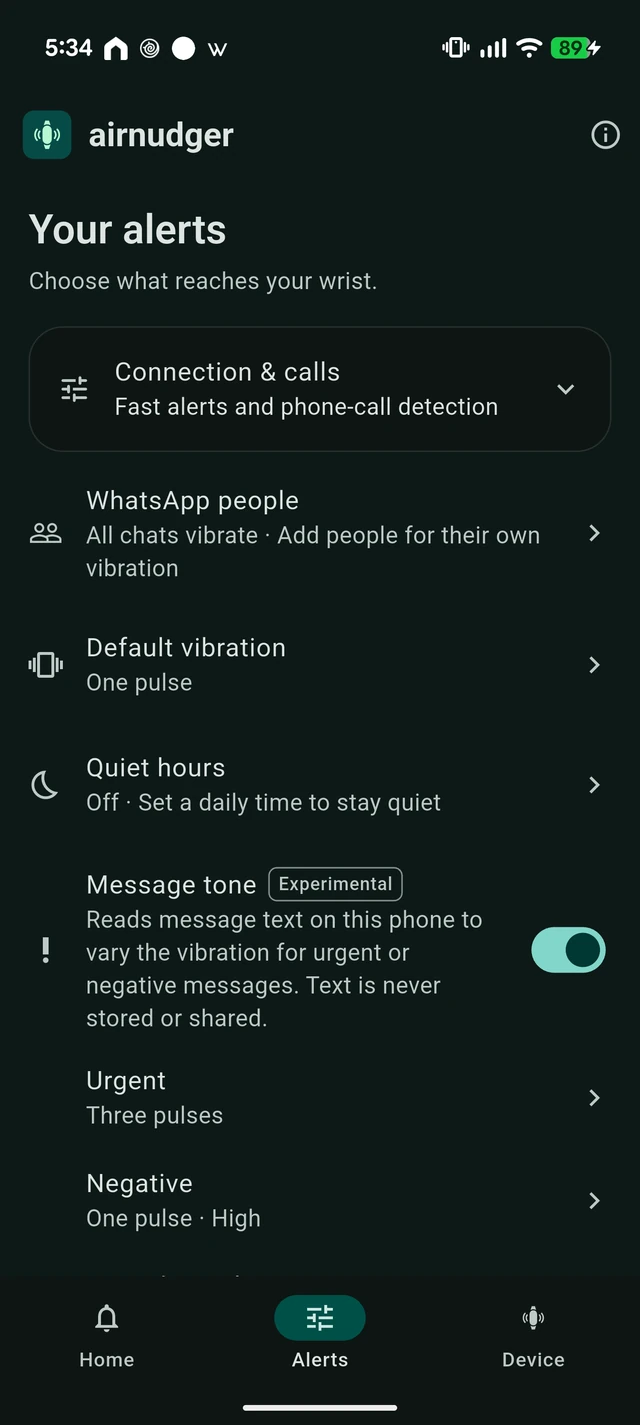 5:34
89
airnudger
Your alerts
Choose what reaches your wrist.
Connection & calls
Fast alerts and phone-call detection
WhatsApp people
All chats vibrate · Add people for their own
vibration
Default vibration
One pulse
Quiet hours
Off · Set a daily time to stay quiet
Message tone Experimental
Reads message text on this phone to
vary the vibration for urgent or
negative messages. Text is never
stored or shared.
Urgent
Three pulses
Negative
One pulse · High
Home
Alerts
Device